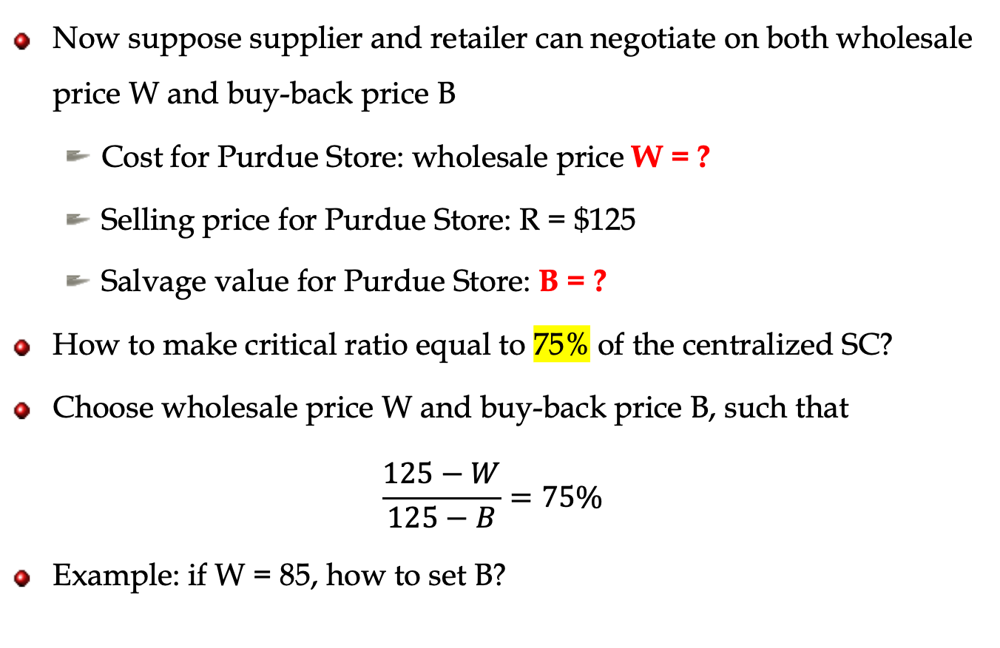 Now suppose supplier and retailer can negotiate on both wholesale
price W and buy-back price B
Cost for Purdue Store: wholesale price W = ?
Selling price for Purdue Store: R = $125
Salvage value for Purdue Store: B = ?
How to make critical ratio equal to 75% of the centralized SC?
Choose wholesale price W and buy-back price B, such that
125 − W
125 − B
= 75%
Example: if W = 85, how to set B?